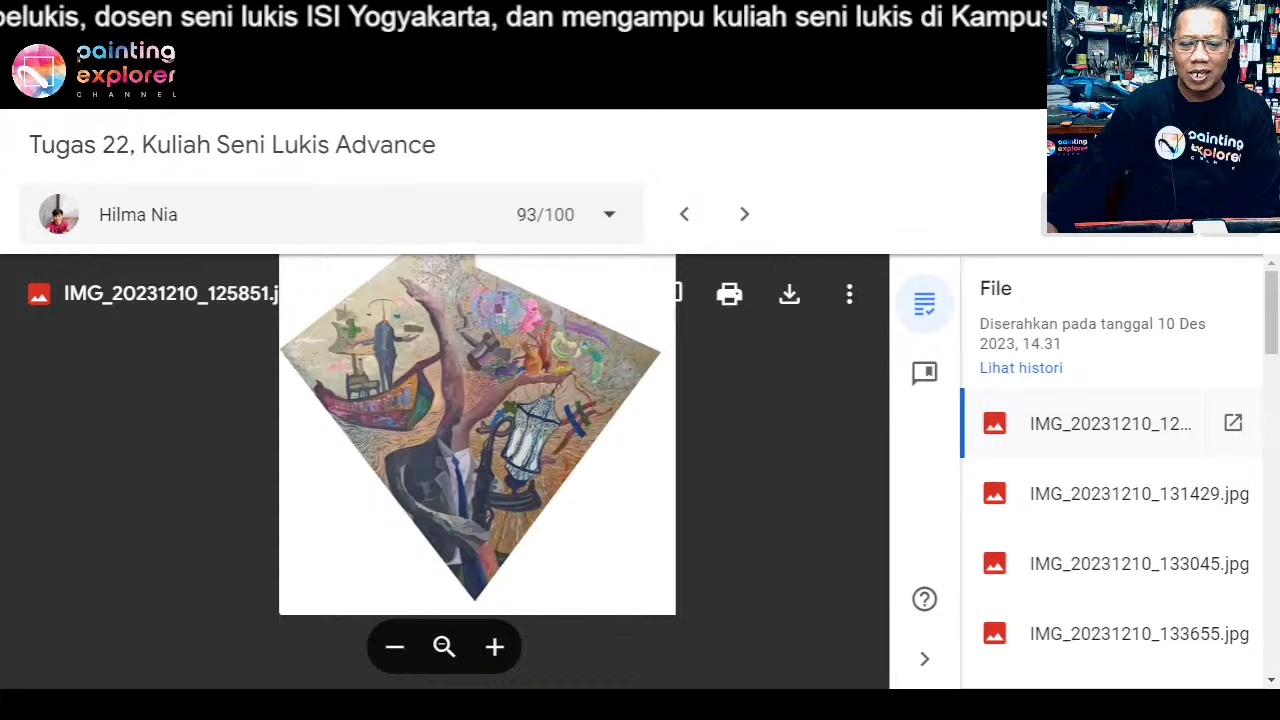 pelukis, dosen seni lukis ISI Yogyakarta, dan mengampu kuliah seni lukis di Kampus
painting
explorer
CHANNEL
painting
explorer
Tugas 22, Kuliah Seni Lukis Advance
Hilma Nia
93/100
IMG_20231210_125851.j
File
Diserahkan pada tanggal 10 Des
2023, 14.31
Lihat histori
IMG_20231210_12...
IMG_20231210_131429.jpg
IMG_20231210_133045.jpg
IMG_20231210_133655.jpg